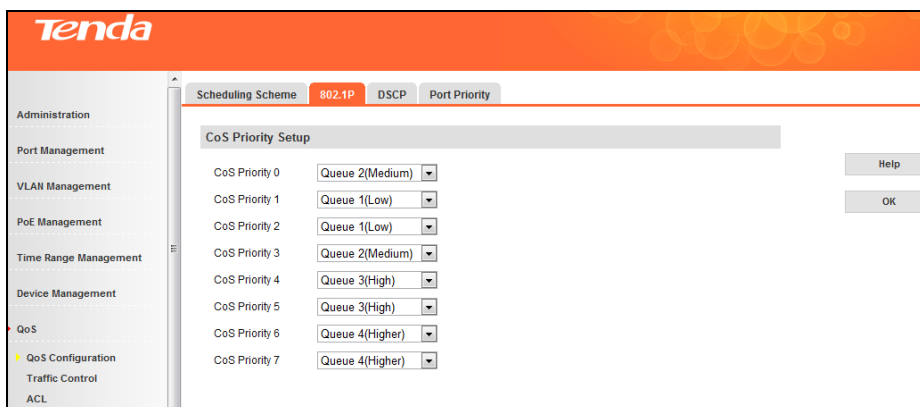 Tenda
Scheduling Scheme 802.1P DSCP Port Priority
Administration
Port Management
VLAN Management
PoE Management
Time Range Management
Device Management
QoS
QoS Configuration
Traffic Control
ACL
CoS Priority Setup
CoS Priority 0 Queue 2(Medium)
CoS Priority 1 Queue 1(Low)
CoS Priority 2 Queue 1(Low)
CoS Priority 3 Queue 2(Medium)
CoS Priority 4 Queue 3(High)
CoS Priority 5 Queue 3(High)
CoS Priority 6 Queue 4(Higher)
CoS Priority 7 Queue 4(Higher)
Help
OK